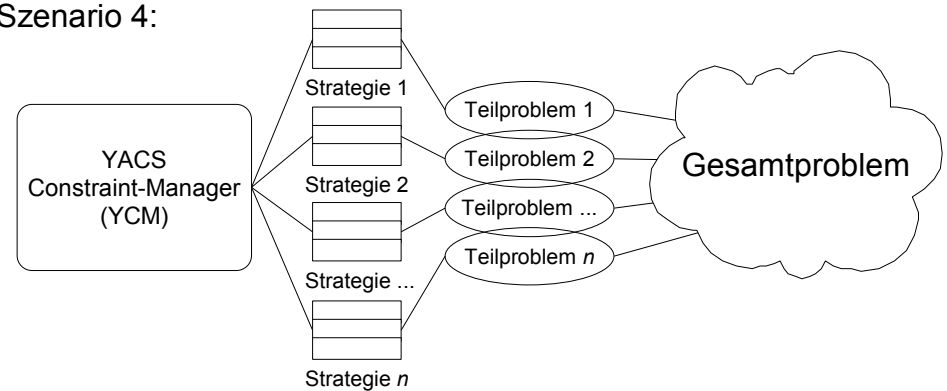 Szenario 4:
YACS
Constraint-Manager
(YCM)
Strategie 1
Strategie 2
Strategie ...
Strategie n
Teilproblem 1
Teilproblem 2
Teilproblem ...
Teilproblem n
Gesamtproblem